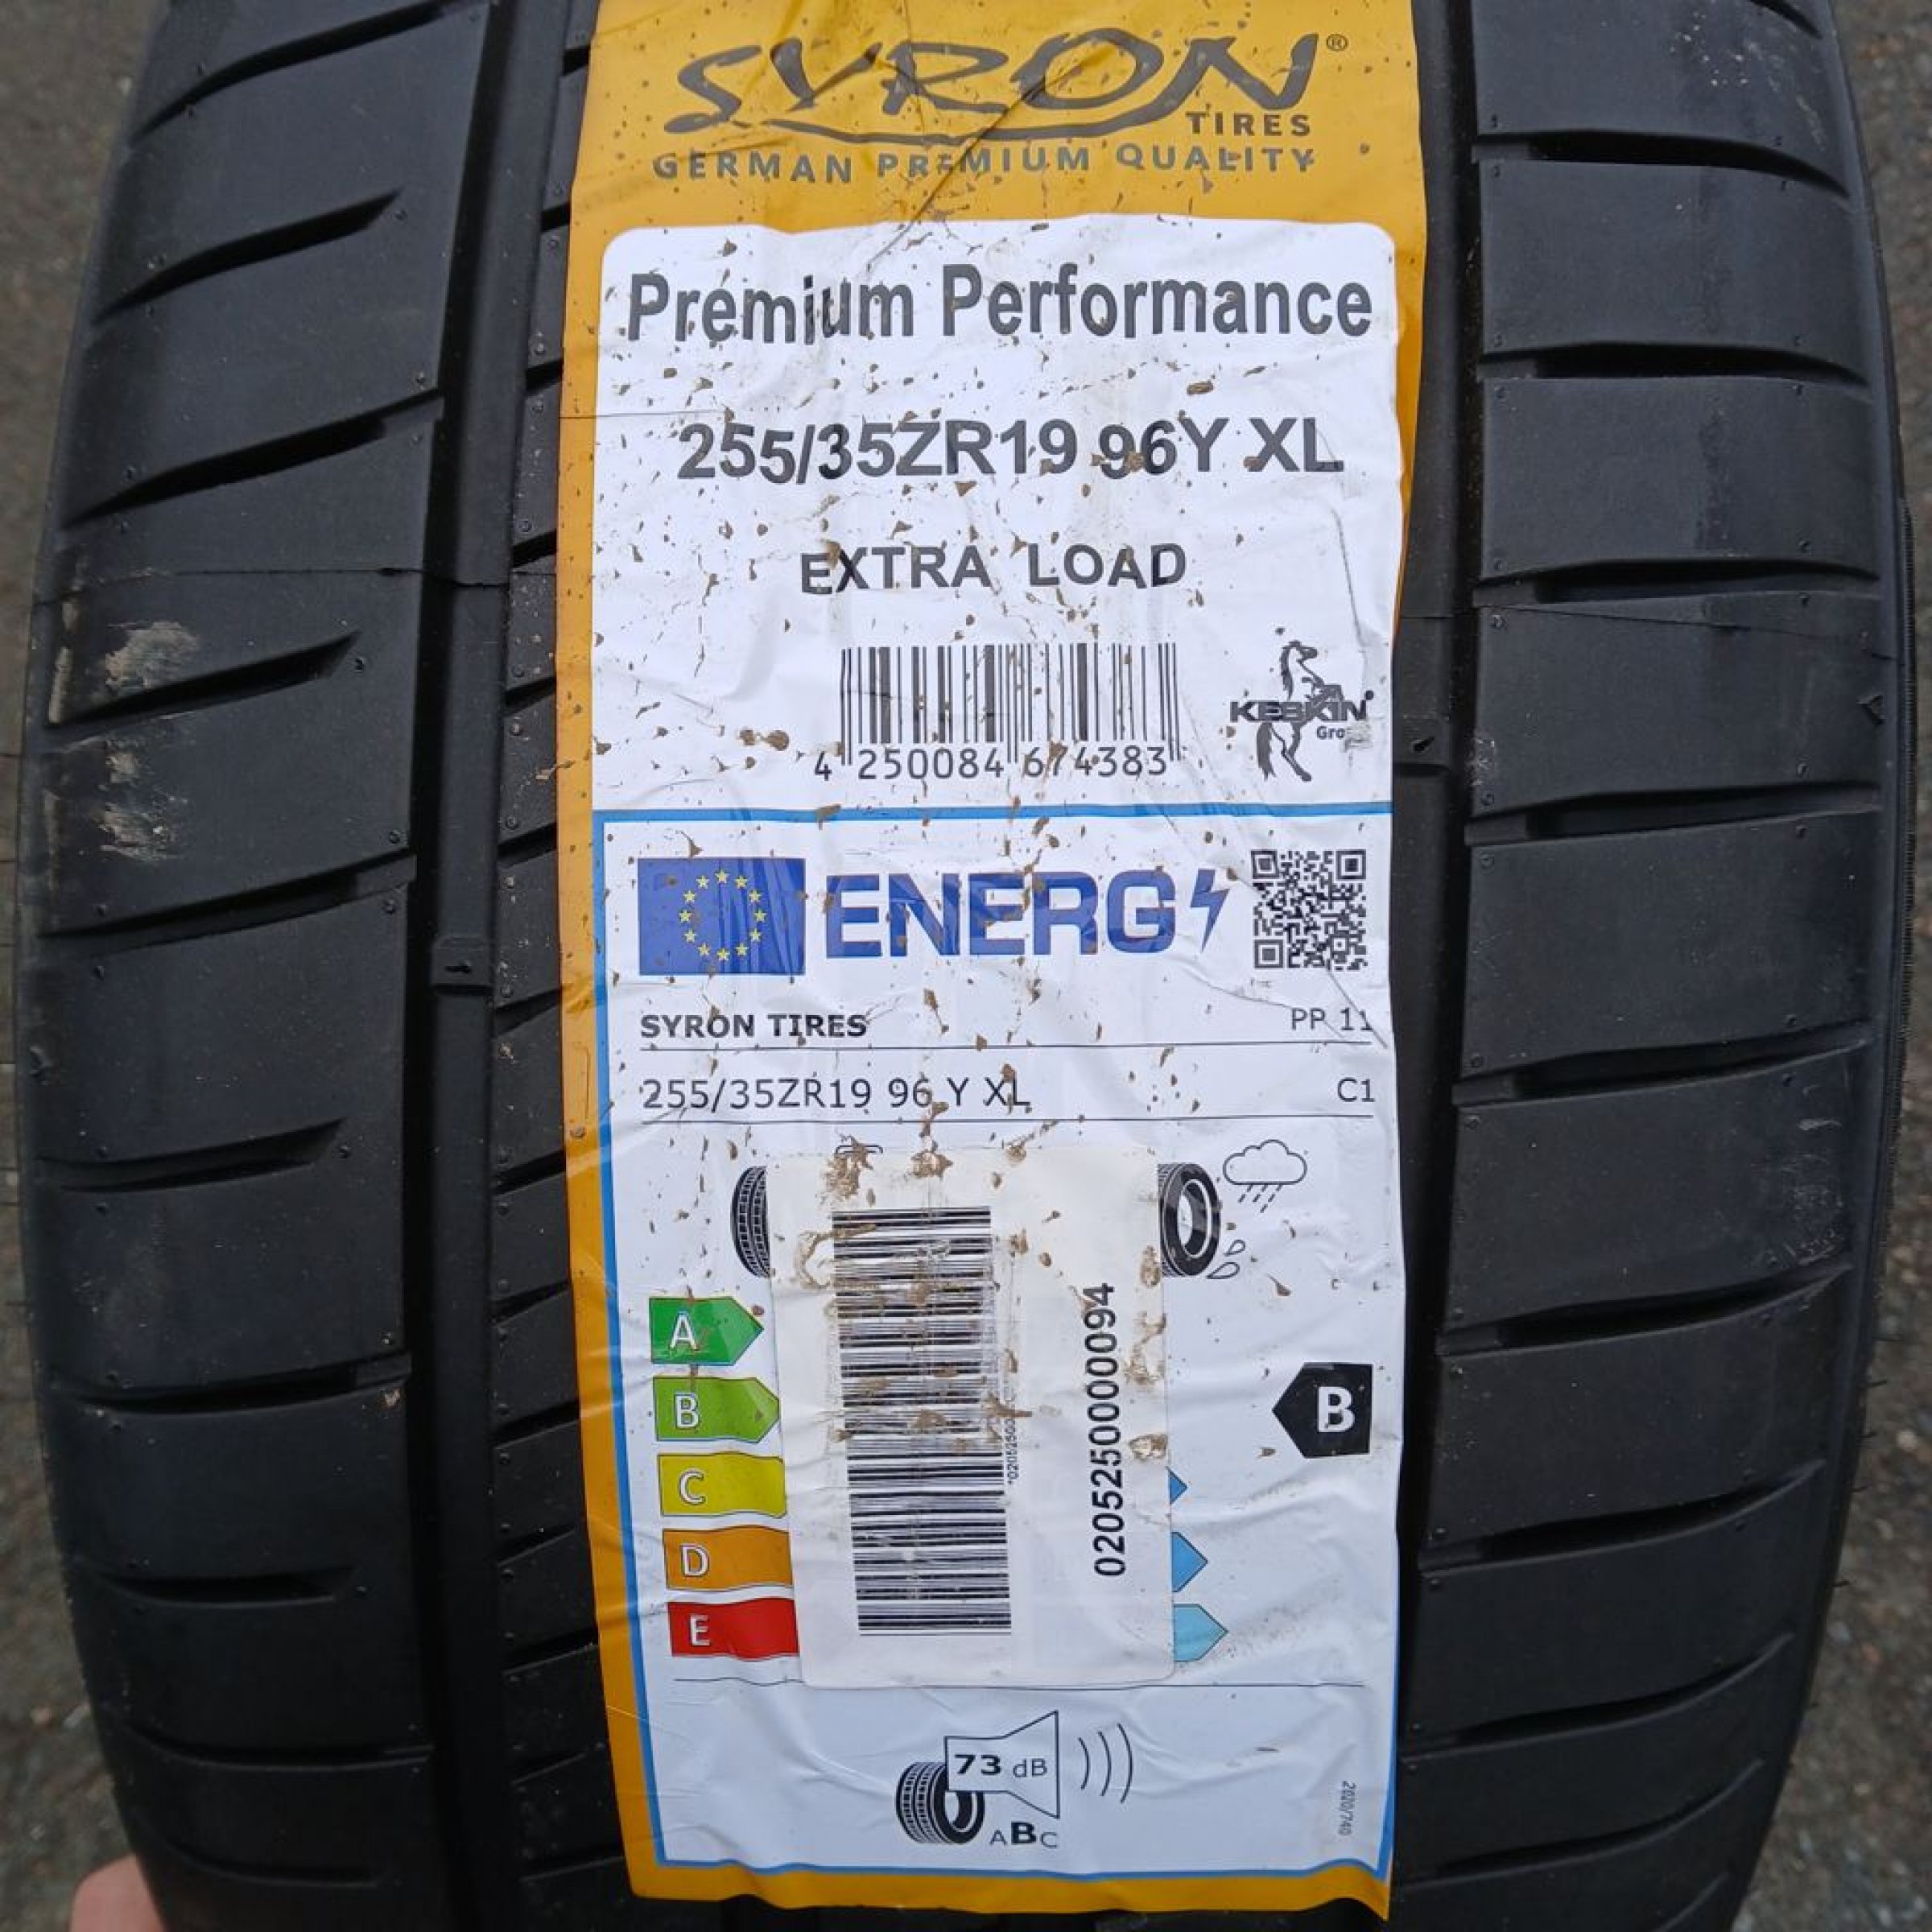 SYRON®
TIRES
GERMAN PREMIUM QUALITY
Premium Performance
255/35ZR19 96Y XL
EXTRA LOAD
4 250084 674383
KESKIN
ENERG
SYRON TIRES PP 11
255/35ZR19 96 Y XL C1
A
B
B
C
D
E
0205250000094
73 dB
ABC
2020/740